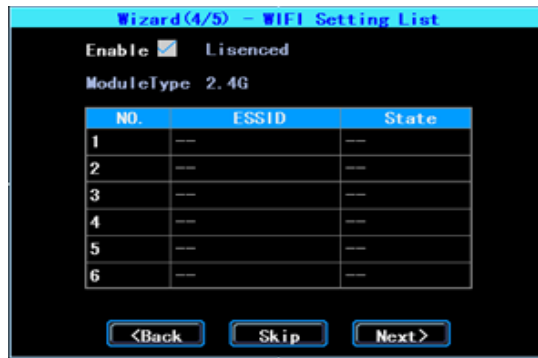 Wizard(4/5) - WIFI Setting List
Enable Lisenced
ModuleType 2.4G
NO. ESSID State
1 -- --
2 -- --
3 -- --
4 -- --
5 -- --
6 -- --
<Back Skip Next>